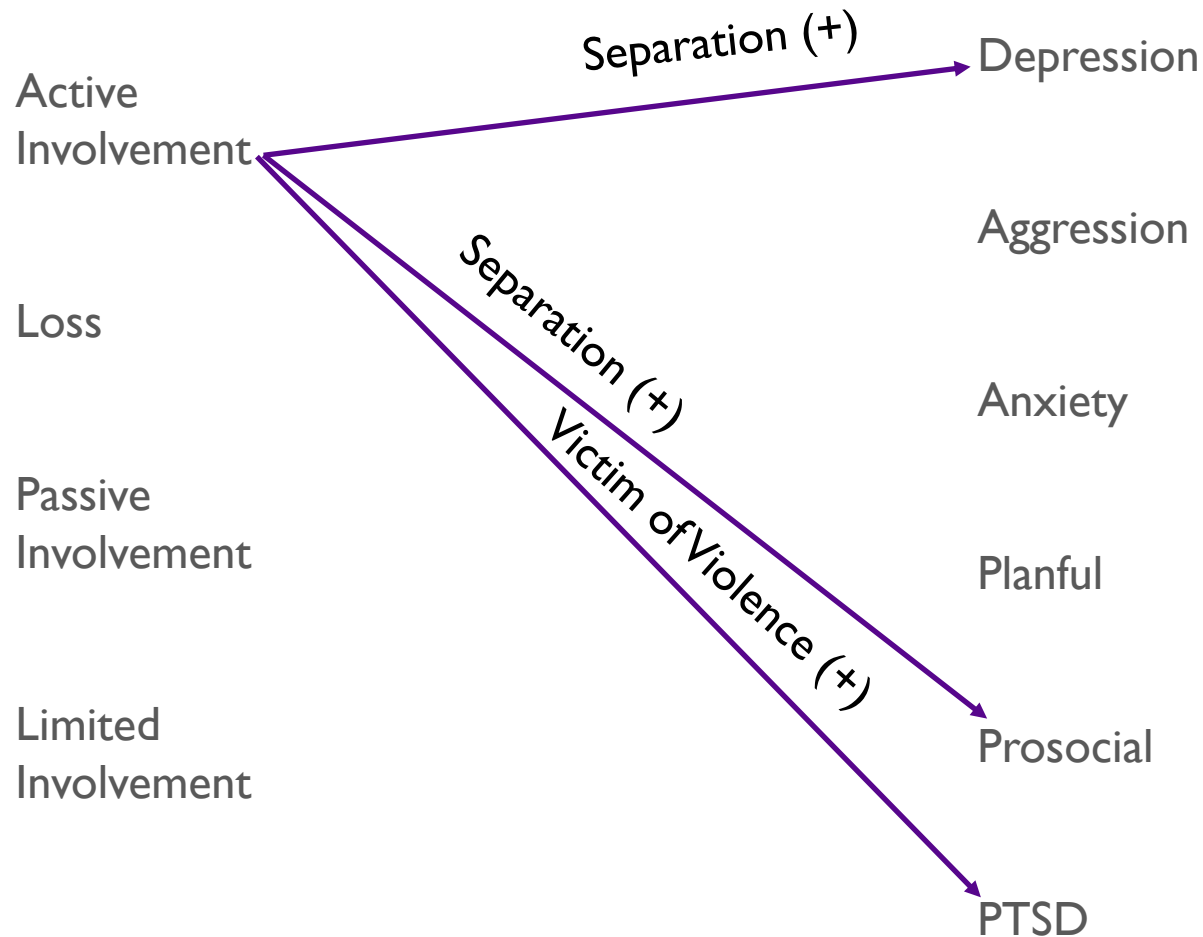 Active
Involvement
Loss
Passive
Involvement
Limited
Involvement
Separation (+)
Separation (+)
Victim of Violence (+)
Depression
Aggression
Anxiety
Planful
Prosocial
PTSD